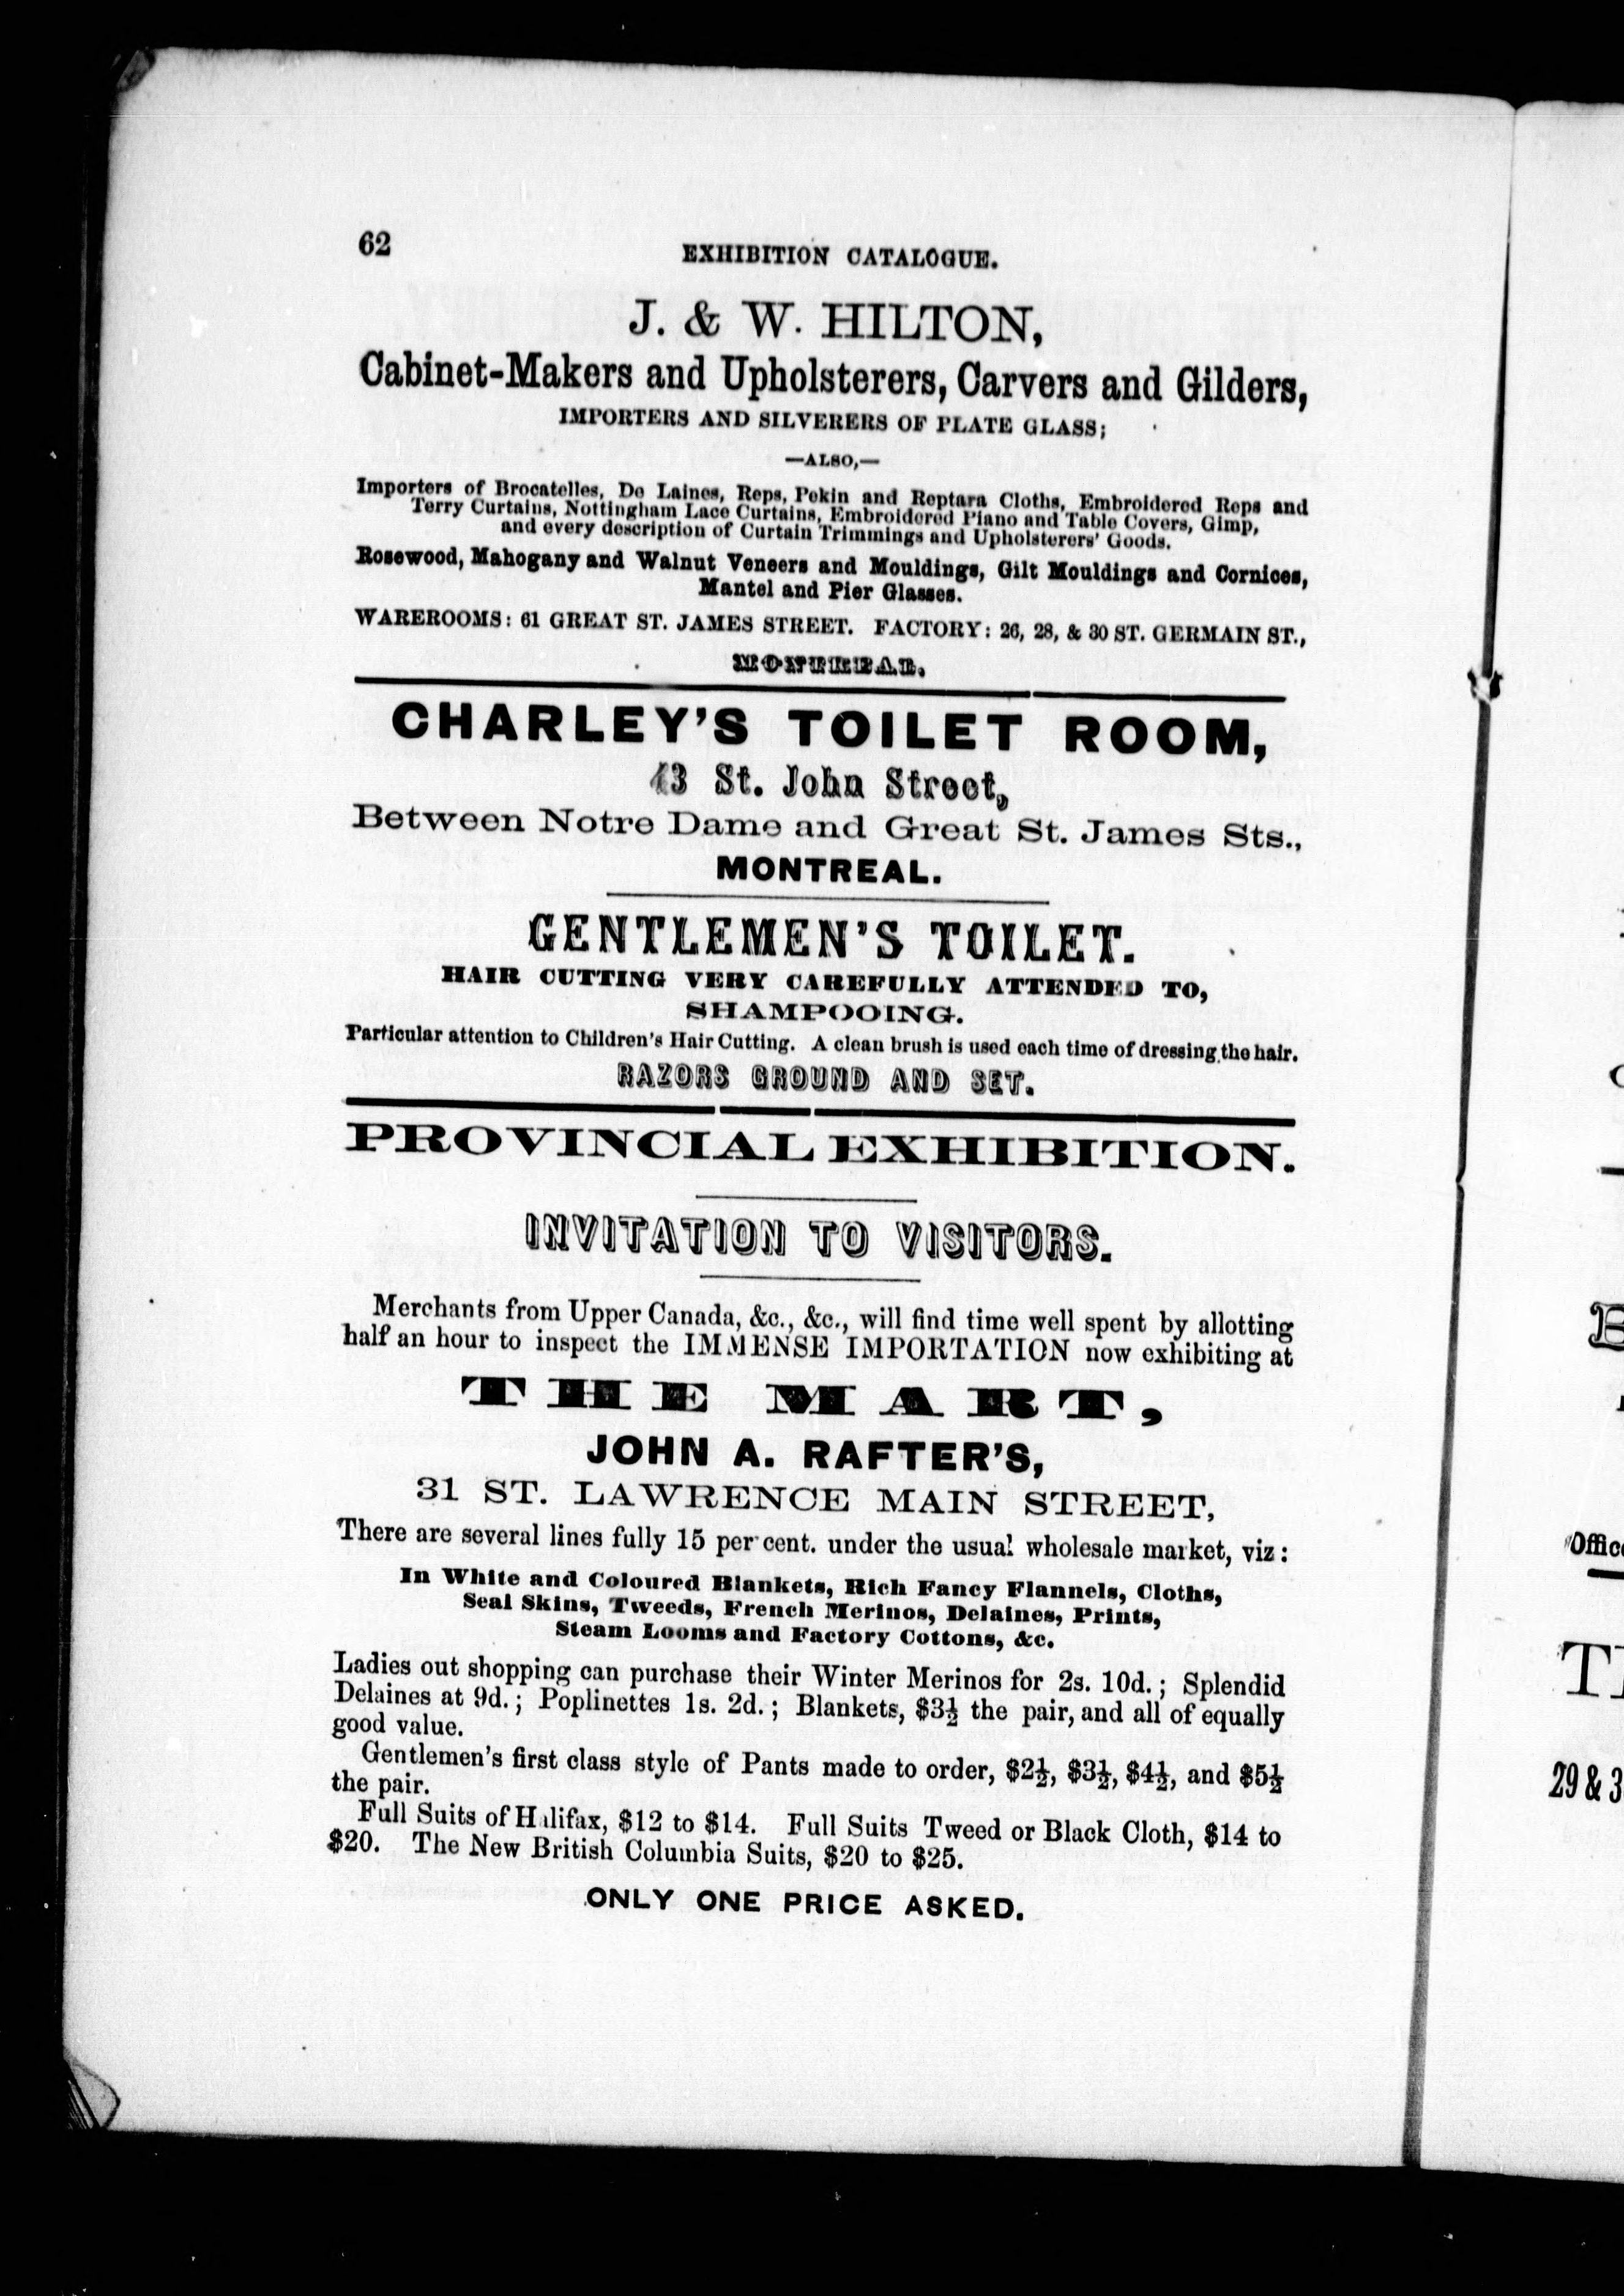 62
EXHIBITION CATALOGUE.
J. & W. HILTON,
Cabinet-Makers and Upholsterers, Carvers and Gilders,
IMPORTERS AND SILVERERS OF PLATE GLASS;
—ALSO,—
Importers of Brocatelles, De Laines, Reps, Pekin and Reptara Cloths, Embroidered Reps and
Terry Curtains, Nottingham Lace Curtains, Embroidered Piano and Table Covers, Gimp,
and every description of Curtain Trimmings and Upholsterers' Goods.
Rosewood, Mahogany and Walnut Veneers and Mouldings, Gilt Mouldings and Cornices,
Mantel and Pier Glasses.
WAREROOMS: 61 GREAT ST. JAMES STREET. FACTORY: 26, 28, & 30 ST. GERMAIN ST.,
MONTREAL.
CHARLEY'S TOILET ROOM,
43 St. John Street,
Between Notre Dame and Great St. James Sts.,
MONTREAL.
GENTLEMEN'S TOILET.
HAIR CUTTING VERY CAREFULLY ATTENDED TO,
SHAMPOOING.
Particular attention to Children's Hair Cutting. A clean brush is used each time of dressing the hair.
RAZORS GROUND AND SET.
PROVINCIAL EXHIBITION.
INVITATION TO VISITORS.
Merchants from Upper Canada, &c., &c., will find time well spent by allotting
half an hour to inspect the IMMENSE IMPORTATION now exhibiting at
THE MART,
JOHN A. RAFTER'S,
31 ST. LAWRENCE MAIN STREET,
There are several lines fully 15 per cent. under the usual wholesale market, viz:
In White and Coloured Blankets, Rich Fancy Flannels, Cloths,
Seal Skins, Tweeds, French Merinos, Delaines, Prints,
Steam Looms and Factory Cottons, &c.
Ladies out shopping can purchase their Winter Merinos for 2s. 10d.; Splendid
Delaines at 9d.; Poplinettes 1s. 2d.; Blankets, $3½ the pair, and all of equally
good value.
Gentlemen's first class style of Pants made to order, $2½, $3½, $4½, and $5½
the pair.
Full Suits of Halifax, $12 to $14. Full Suits Tweed or Black Cloth, $14 to
$20. The New British Columbia Suits, $20 to $25.
ONLY ONE PRICE ASKED.
29 & 3